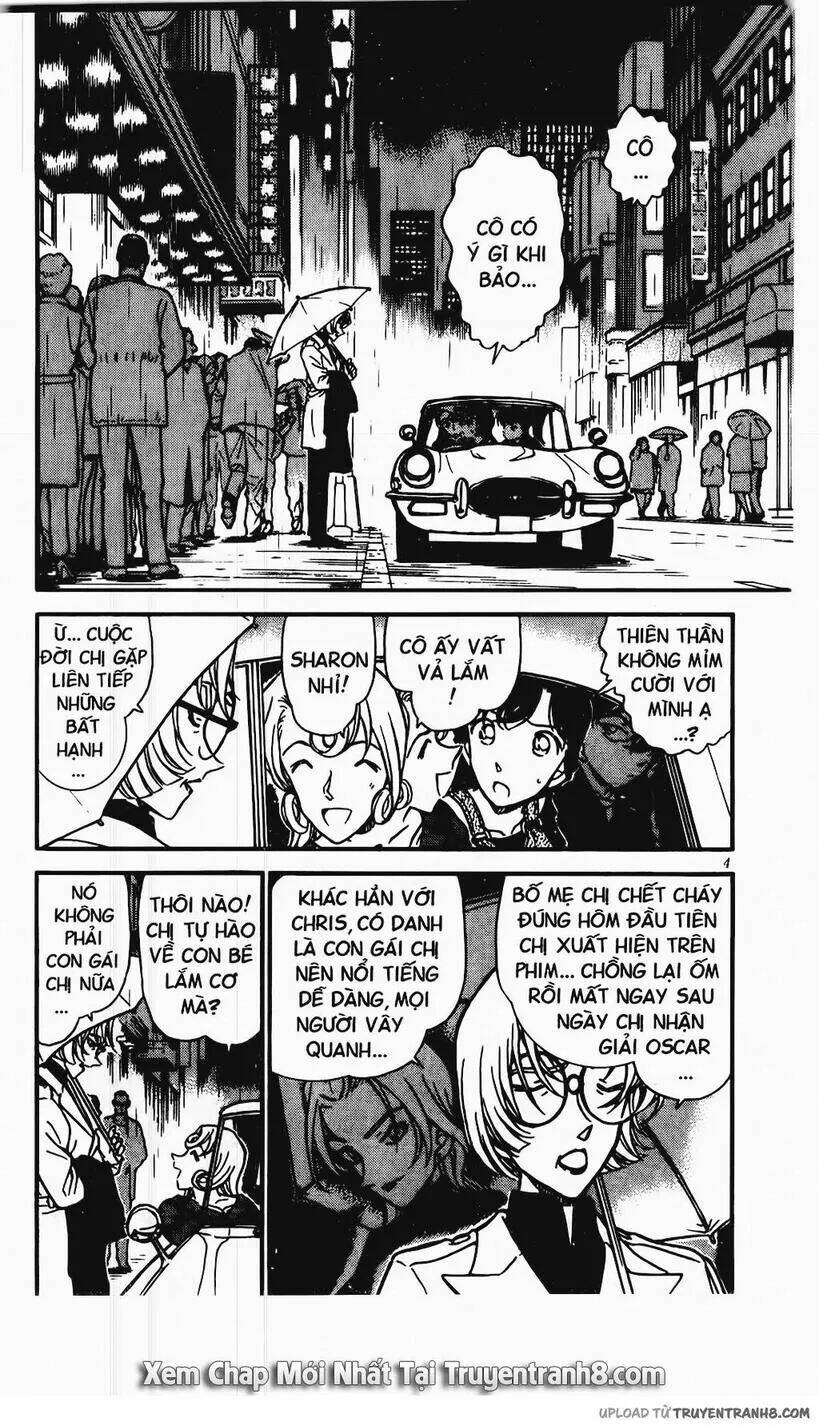 CÔ
...
CÔ CÓ
Ý GÌ KHI
BẢO...
THIÊN THẦN
KHÔNG MỈM
CƯỜI VỚI
MÌNH Ạ
...?
CÔ ẤY VẤT
VẢ LẮM
!
SHARON
NHỈ!
Ừ... CUỘC
ĐỜI CHỊ GẶP
LIÊN TIẾP
NHỮNG
BẤT
HẠNH
...
4
BỐ MẸ CHỊ CHẾT CHÁY
ĐÚNG HÔM ĐẦU TIÊN
CHỊ XUẤT HIỆN TRÊN
PHIM... CHỒNG LẠI ỐM
RỒI MẤT NGAY SAU
NGÀY CHỊ NHẬN
GIẢI OSCAR
...
KHÁC HẲN VỚI
CHRIS, CÓ DANH
LÀ CON GÁI CHỊ
NÊN NỔI TIẾNG
DỄ DÀNG, MỌI
NGƯỜI VÂY
QUANH...
THÔI NÀO!
CHỊ TỰ HÀO
VỀ CON BÉ
LẮM CƠ
MÀ?
NÓ
KHÔNG
PHẢI
CON GÁI
CHỊ NỮA
...
Xem Chap Mới Nhất Tại Truyentranh8.com
UPLOAD TỪ TRUYENTRANH8.COM